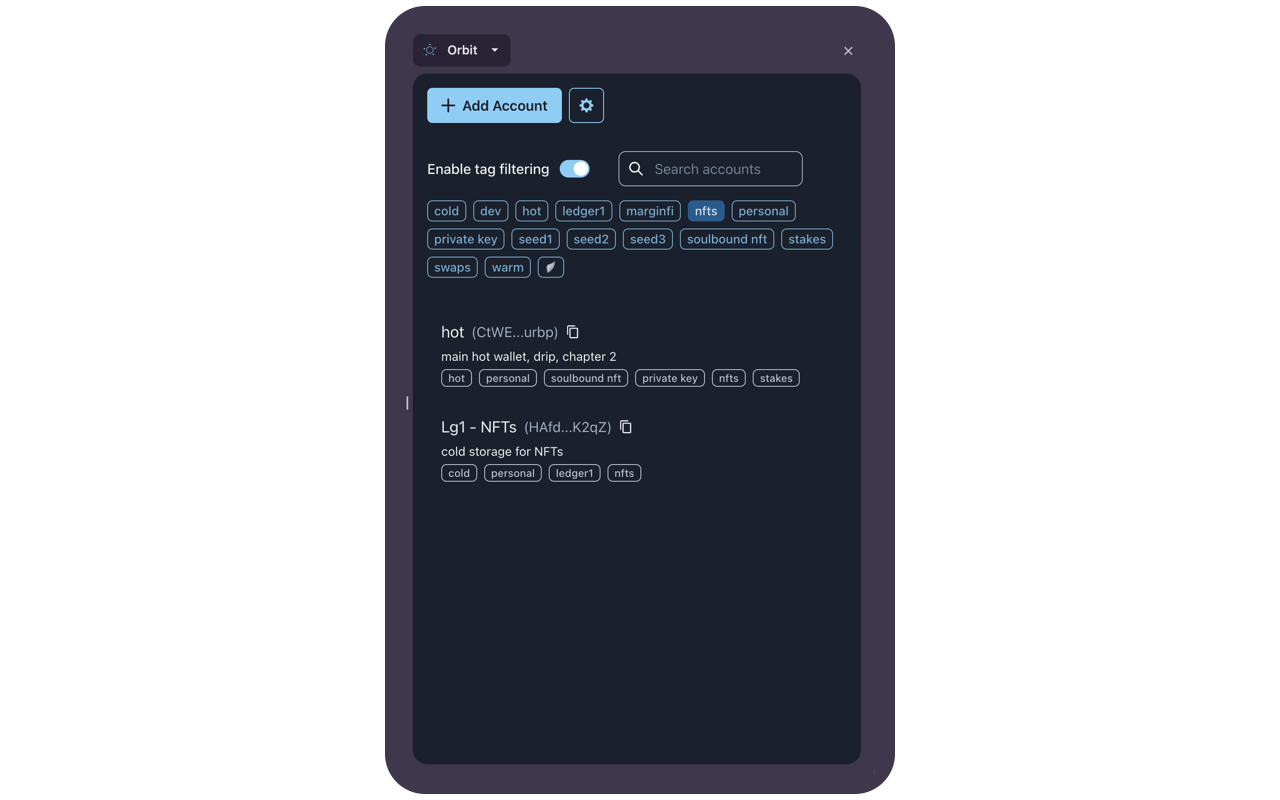 Orbit
Add Account
Enable tag filtering
Search accounts
cold dev hot ledger1 marginfi nfts personal
private key seed1 seed2 seed3 soulbound nft stakes
swaps warm
hot (CtWE...urbp)
main hot wallet, drip, chapter 2
hot personal soulbound nft private key nfts stakes
Lg1 - NFTs (HAfd...K2qZ)
cold storage for NFTs
cold personal ledger1 nfts